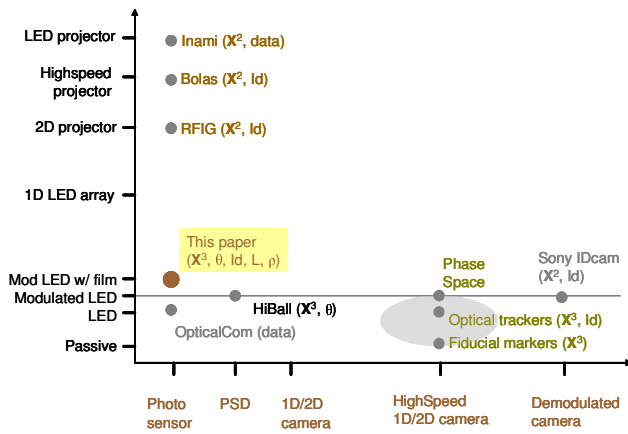 LED projector
Inami (X², data)
Highspeed
projector
Bolas (X², Id)
2D projector
RFIG (X², Id)
1D LED array
This paper
(X³, θ, Id, L, ρ)
Sony IDcam
(X², Id)
Phase
Space
Mod LED w/ film
Modulated LED
HiBall (X³, θ)
LED
Optical trackers (X³, Id)
OpticalCom (data)
Passive
Fiducial markers (X³)
Photo
sensor
PSD
1D/2D
camera
HighSpeed
1D/2D camera
Demodulated
camera